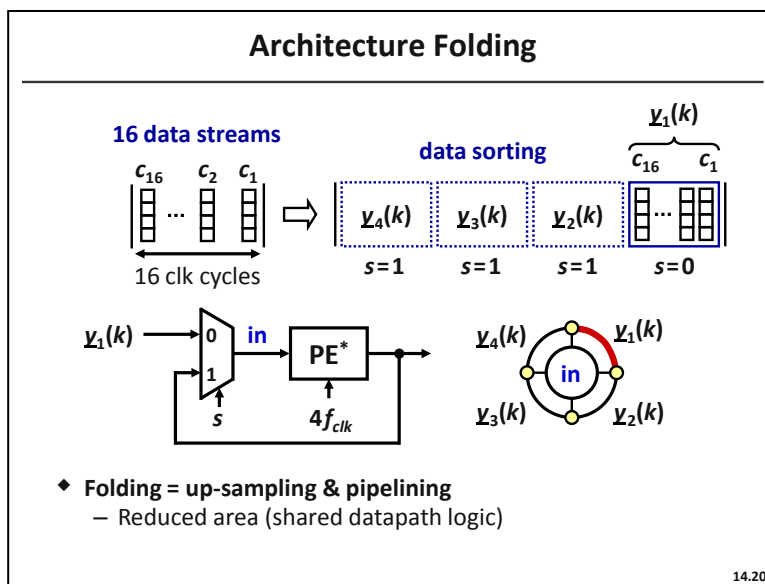 Architecture Folding
y₁(k)
16 data streams
data sorting
c₁₆ c₂ c₁
c₁₆ c₁
...
y₄(k) y₃(k) y₂(k) ...
16 clk cycles
s=1 s=1 s=1 s=0
y₁(k) 0 in PE* y₄(k) y₁(k)
1 in
s 4f_clk y₃(k) y₂(k)
◆ Folding = up-sampling & pipelining
– Reduced area (shared datapath logic)
14.20